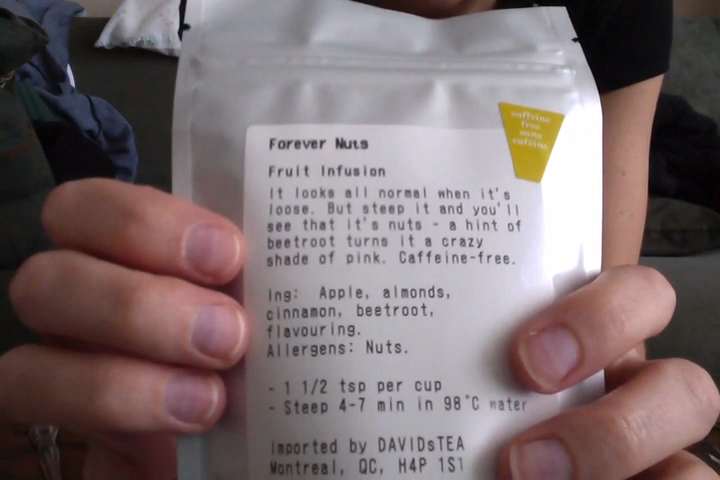 caffeine
free
sans
caféine
Forever Nuts
Fruit Infusion
It looks all normal when it's
loose. But steep it and you'll
see that it's nuts - a hint of
beetroot turns it a crazy
shade of pink. Caffeine-free.
Ing: Apple, almonds,
cinnamon, beetroot,
flavouring.
Allergens: Nuts.
- 1 1/2 tsp per cup
- Steep 4-7 min in 98°C water
Imported by DAVIDsTEA
Montreal, QC, H4P 1S1